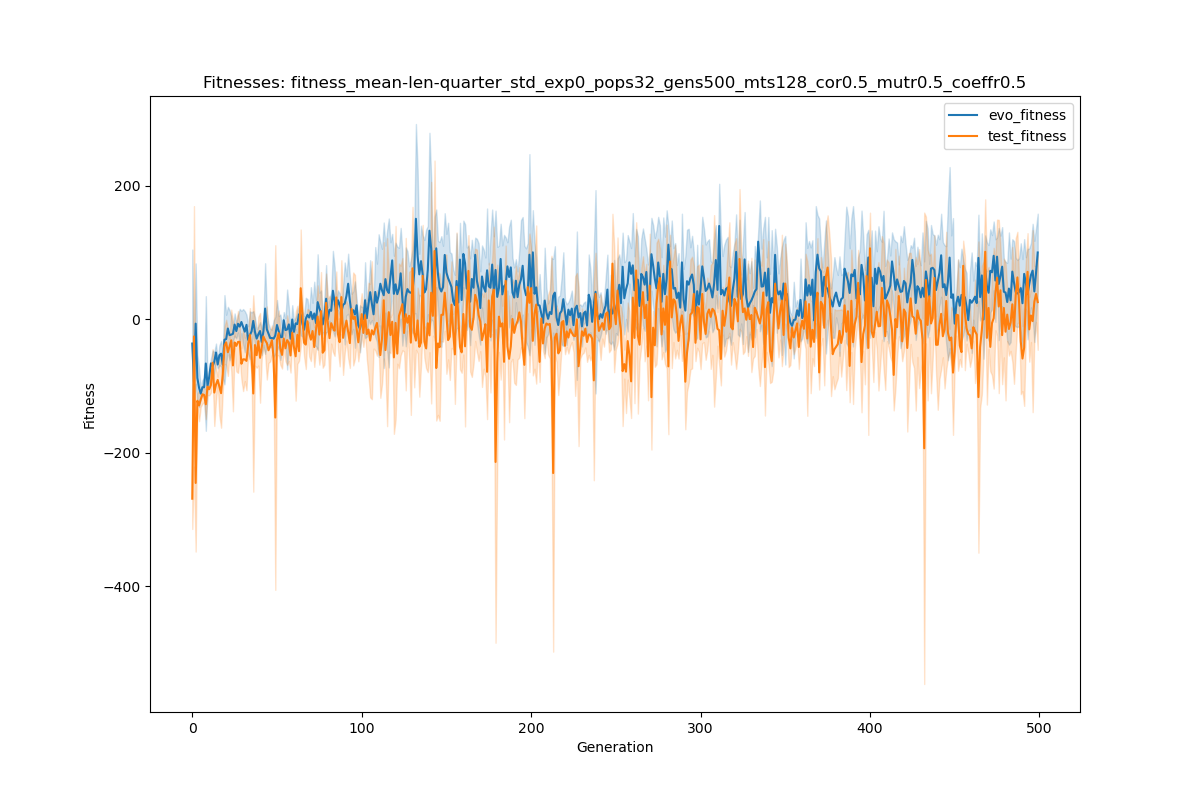 Fitnesses: fitness_mean-len-quarter_std_exp0_pops32_gens500_mts128_cor0.5_mutr0.5_coeffr0.5
evo_fitness
test_fitness
200
0
−200
−400
Fitness
0 100 200 300 400 500
Generation